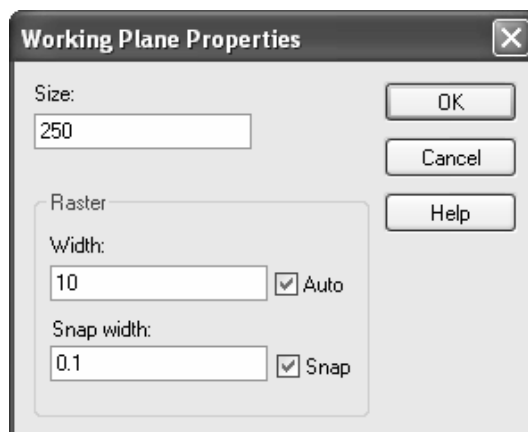 Working Plane Properties
Size:
250
OK
Cancel
Help
Raster
Width:
10
Auto
Snap width:
0.1
Snap